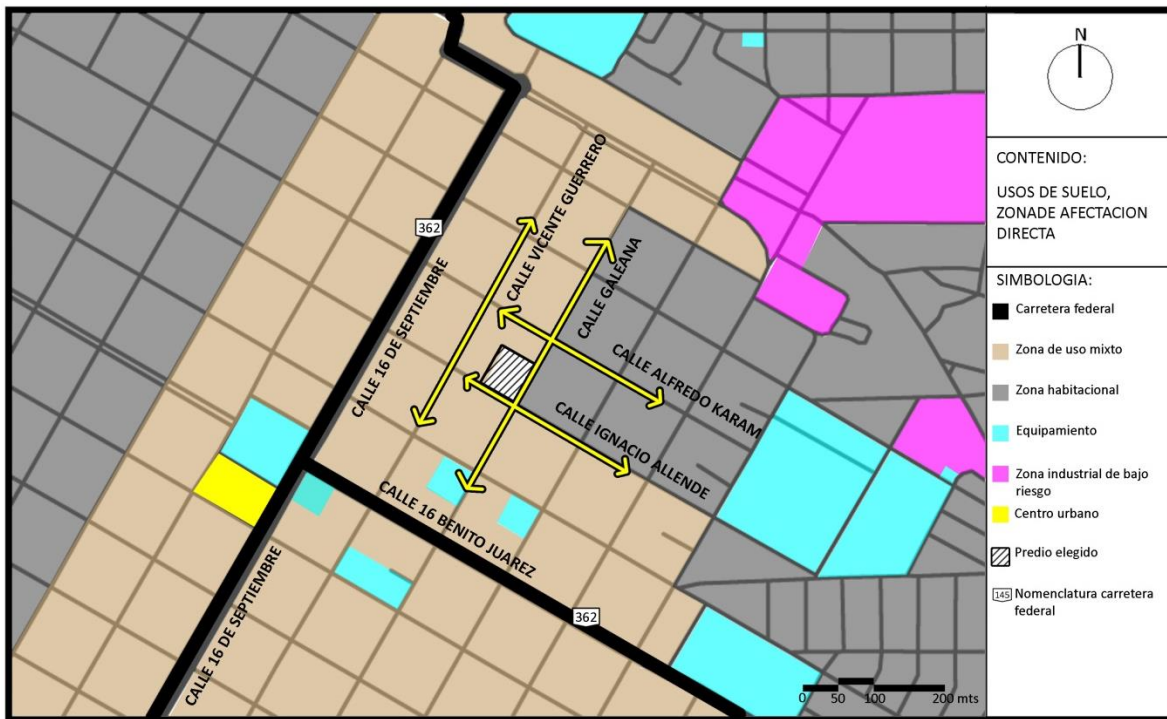 362
CALLE 16 DE SEPTIEMBRE
CALLE VICENTE GUERRERO
CALLE GALEANA
CALLE ALFREDO KARAM
CALLE IGNACIO ALLENDE
CALLE 16 BENITO JUAREZ
CALLE 16 DE SEPTIEMBRE
362
0 50 100 200 mts
N
CONTENIDO:
USOS DE SUELO,
ZONADE AFECTACION
DIRECTA
SIMBOLOGIA:
Carretera federal
Zona de uso mixto
Zona habitacional
Equipamiento
Zona industrial de bajo
riesgo
Centro urbano
Predio elegido
145 Nomenclatura carretera
federal